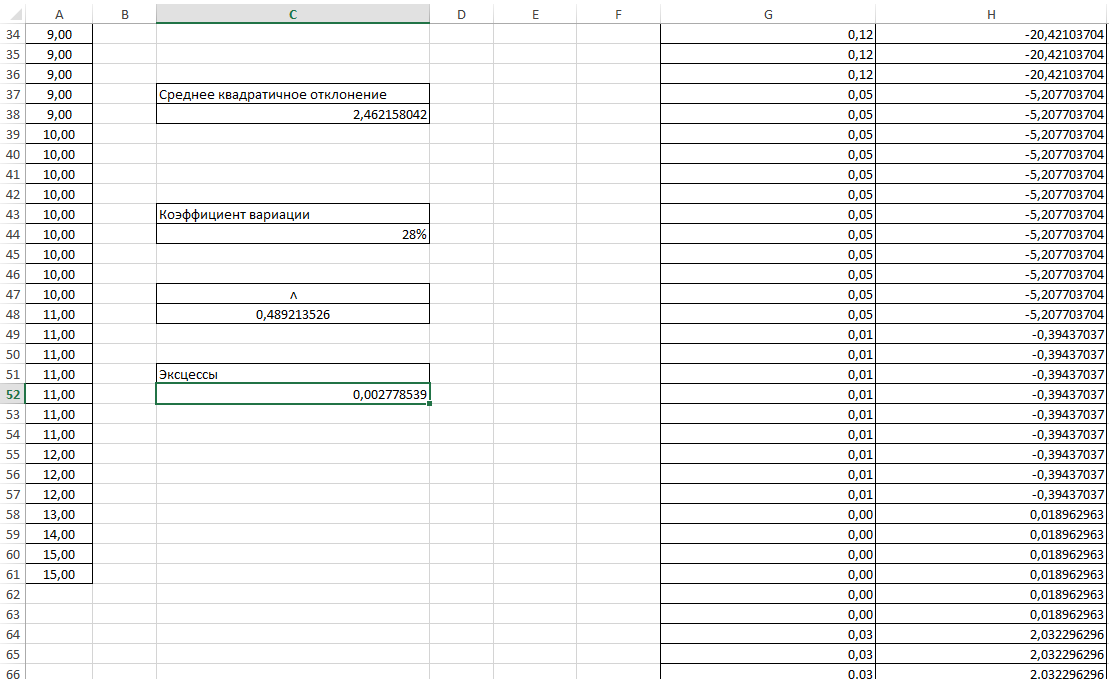 A B C D E F G H
34 9,00 0,12 -20,42103704
35 9,00 0,12 -20,42103704
36 9,00 0,12 -20,42103704
37 9,00 Среднее квадратичное отклонение 0,05 -5,207703704
38 9,00 2,462158042 0,05 -5,207703704
39 10,00 0,05 -5,207703704
40 10,00 0,05 -5,207703704
41 10,00 0,05 -5,207703704
42 10,00 0,05 -5,207703704
43 10,00 Коэффициент вариации 0,05 -5,207703704
44 10,00 28% 0,05 -5,207703704
45 10,00 0,05 -5,207703704
46 10,00 0,05 -5,207703704
47 10,00 ʌ 0,05 -5,207703704
48 11,00 0,489213526 0,05 -5,207703704
49 11,00 0,01 -0,39437037
50 11,00 0,01 -0,39437037
51 11,00 Эксцессы 0,01 -0,39437037
52 11,00 0,002778539 0,01 -0,39437037
53 11,00 0,01 -0,39437037
54 11,00 0,01 -0,39437037
55 12,00 0,01 -0,39437037
56 12,00 0,01 -0,39437037
57 12,00 0,01 -0,39437037
58 13,00 0,00 0,018962963
59 14,00 0,00 0,018962963
60 15,00 0,00 0,018962963
61 15,00 0,00 0,018962963
62 0,00 0,018962963
63 0,00 0,018962963
64 0,03 2,032296296
65 0,03 2,032296296
66 0,03 2,032296296